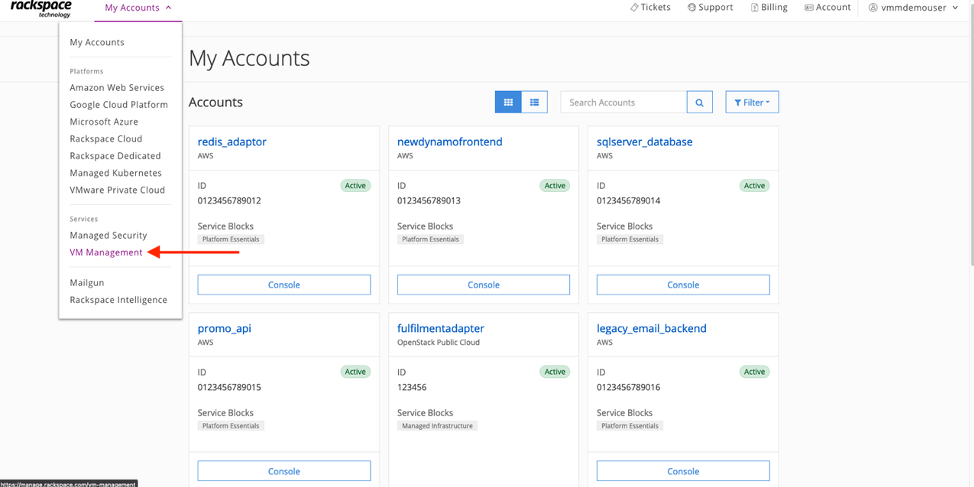 rackspace
technology.
My Accounts
Tickets
Support
Billing
Account
vmmdemouser
My Accounts
Platforms
Amazon Web Services
Google Cloud Platform
Microsoft Azure
Rackspace Cloud
Rackspace Dedicated
Managed Kubernetes
VMware Private Cloud
Services
Managed Security
VM Management
Mailgun
Rackspace Intelligence
My Accounts
Accounts
Search Accounts
Filter
redis_adaptor
AWS
ID
Active
0123456789012
Service Blocks
Platform Essentials
Console
newdynamofrontend
AWS
ID
Active
0123456789013
Service Blocks
Platform Essentials
Console
sqlserver_database
AWS
ID
Active
0123456789014
Service Blocks
Platform Essentials
Console
promo_api
AWS
ID
Active
0123456789015
Service Blocks
Platform Essentials
Console
fulfilmentadapter
OpenStack Public Cloud
ID
Active
123456
Service Blocks
Managed Infrastructure
legacy_email_backend
AWS
ID
Active
0123456789016
Service Blocks
Platform Essentials
Console
https://manage.rackspace.com/vm-management